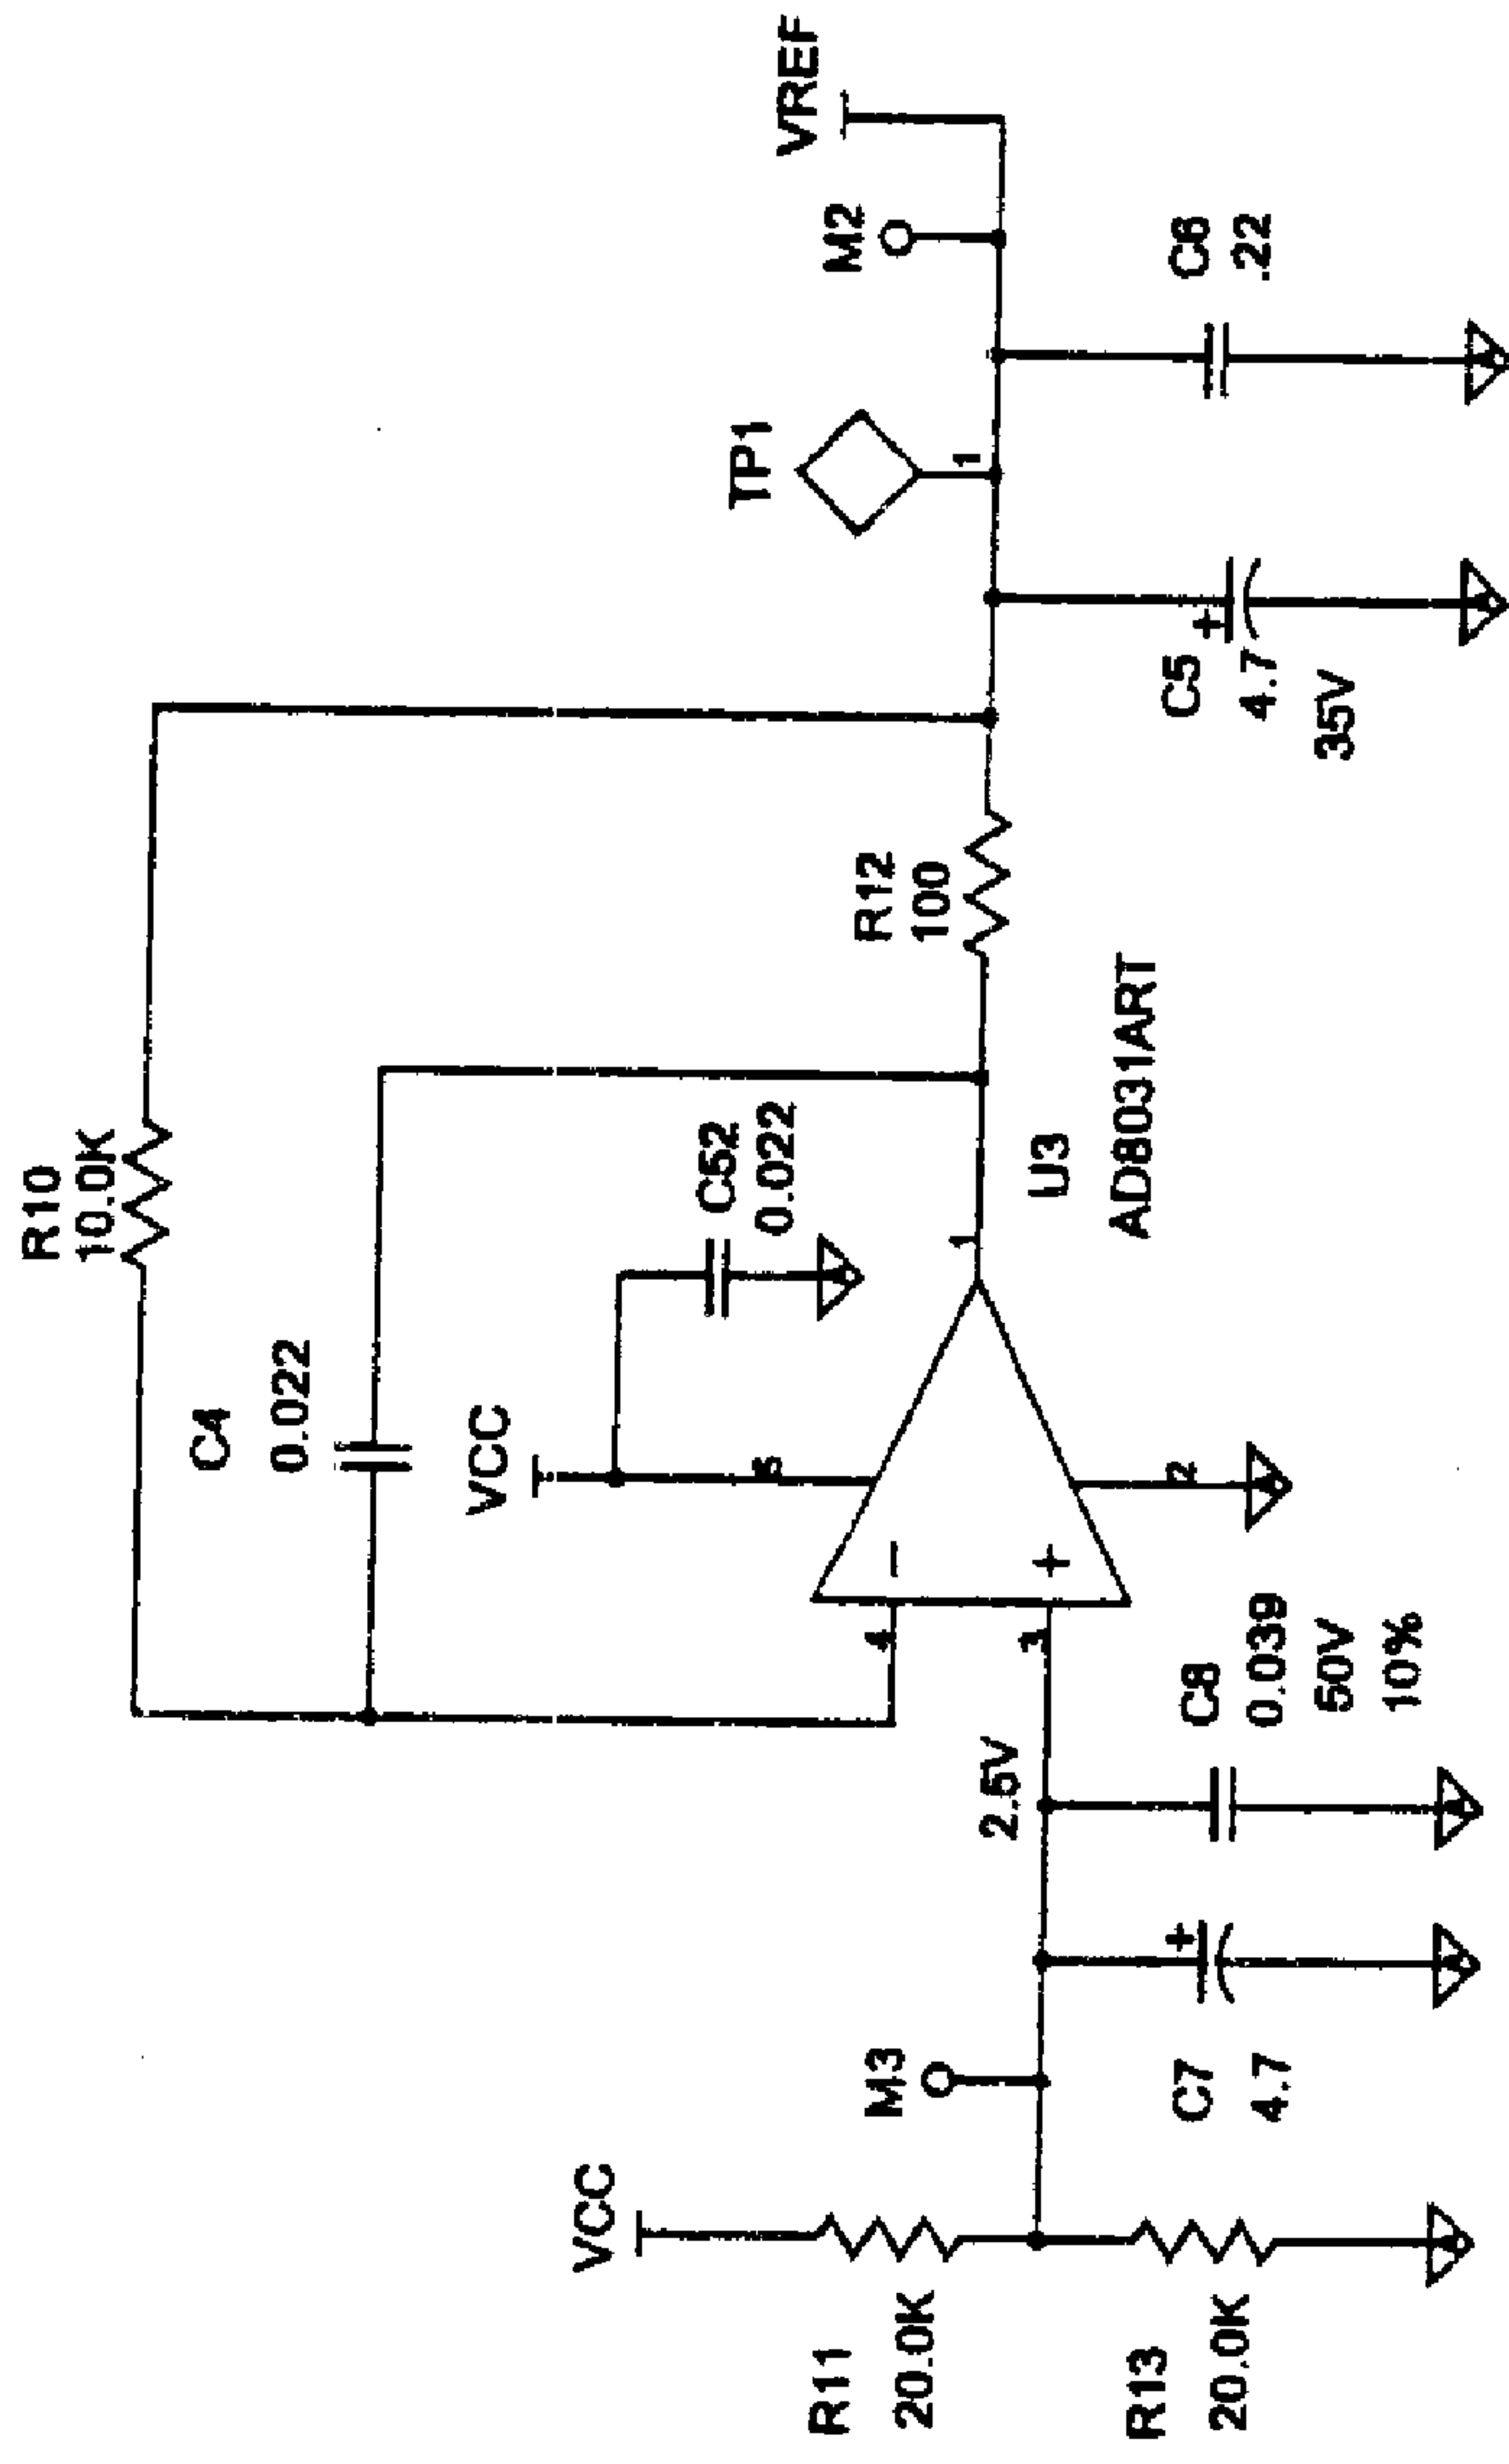 R10
10.0K
C4
0.022
VCC
C52
0.022
5
4
−
3
+
2
1
U3
AD8031ART
2.5V
R12
100
TP1
1
M2
VREF
VCC
M3
R11
20.0K
R13
20.0K
C7
+
4.7
C8
0.039
50V
10%
C5
+
4.7
35V
C6
.22